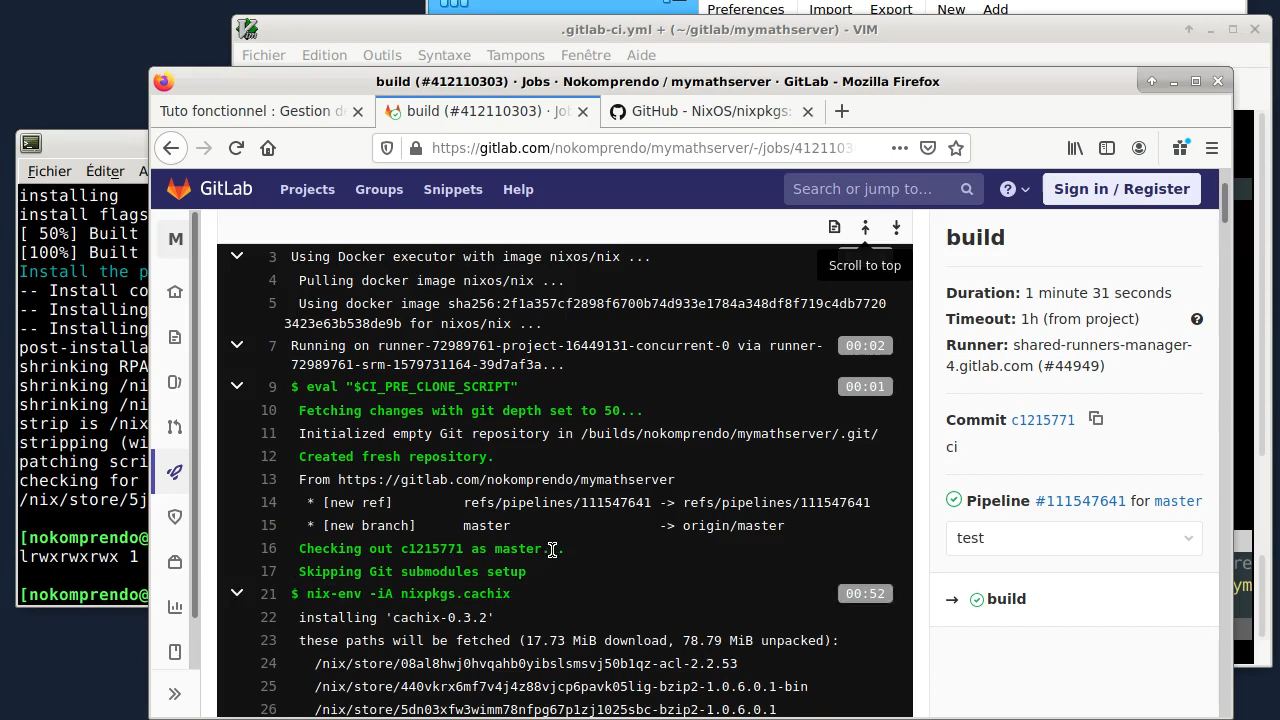 Preferences Import Export New Add
.gitlab-ci.yml + (~/gitlab/mymathserver) - VIM
Fichier Edition Outils Syntaxe Tampons Fenêtre Aide
build (#412110303) · Jobs · Nokomprendo / mymathserver · GitLab - Mozilla Firefox
Tuto fonctionnel : Gestion de
build (#412110303) · Jo
GitHub - NixOS/nixpkgs:
https://gitlab.com/nokomprendo/mymathserver/-/jobs/4121103
GitLab Projects Groups Snippets Help Search or jump to... Sign in / Register
Fichier Éditer A
installing
install flags
[ 50%] Built
[100%] Built
Install the p
-- Install co
-- Installing
-- Installing
post-installa
shrinking RPA
shrinking /ni
shrinking /ni
strip is /nix
stripping (wi
patching scri
checking for
/nix/store/5j
[nokomprendo@
lrwxrwxrwx 1
[nokomprendo@
M
Scroll to top
3 Using Docker executor with image nixos/nix ...
4 Pulling docker image nixos/nix ...
5 Using docker image sha256:2f1a357cf2898f6700b74d933e1784a348df8f719c4db7720
3423e63b538de9b for nixos/nix ...
7 Running on runner-72989761-project-16449131-concurrent-0 via runner- 00:02
72989761-srm-1579731164-39d7af3a...
9 $ eval "$CI_PRE_CLONE_SCRIPT" 00:01
10 Fetching changes with git depth set to 50...
11 Initialized empty Git repository in /builds/nokomprendo/mymathserver/.git/
12 Created fresh repository.
13 From https://gitlab.com/nokomprendo/mymathserver
14 * [new ref] refs/pipelines/111547641 -> refs/pipelines/111547641
15 * [new branch] master -> origin/master
16 Checking out c1215771 as master...
17 Skipping Git submodules setup
21 $ nix-env -iA nixpkgs.cachix 00:52
22 installing 'cachix-0.3.2'
23 these paths will be fetched (17.73 MiB download, 78.79 MiB unpacked):
24 /nix/store/08al8hwj0hvqahb0yibslsmsvj50b1qz-acl-2.2.53
25 /nix/store/440vkrx6mf7v4j4z88vjcp6pavk05lig-bzip2-1.0.6.0.1-bin
26 /nix/store/5dn03xfw3wimm78nfpg67p1zj1025sbc-bzip2-1.0.6.0.1
build
Duration: 1 minute 31 seconds
Timeout: 1h (from project)
Runner: shared-runners-manager-
4.gitlab.com (#44949)
Commit c1215771
ci
Pipeline #111547641 for master
test
→ build
re
ym